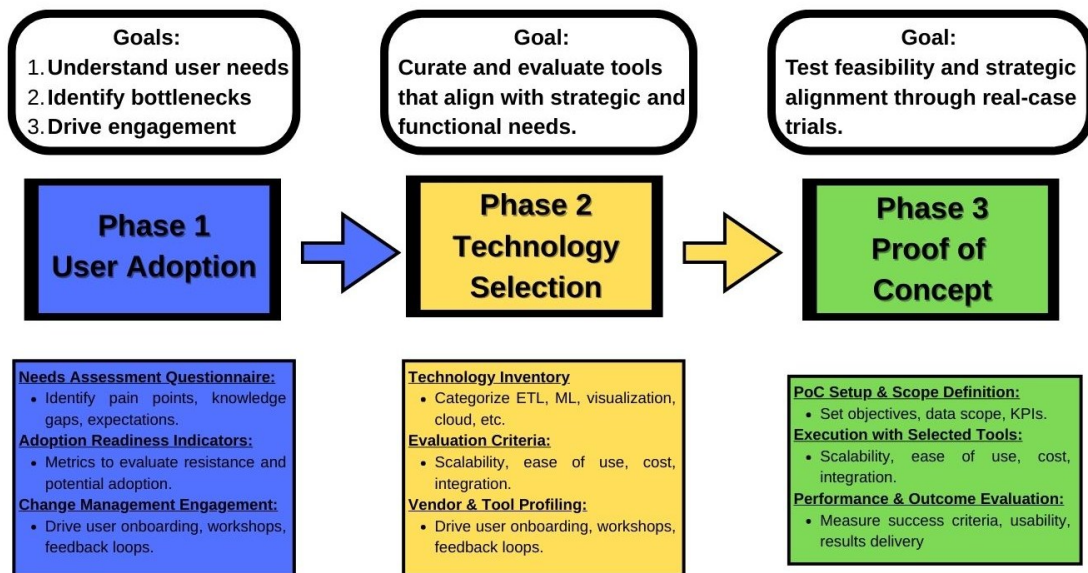 Goals:
1. Understand user needs
2. Identify bottlenecks
3. Drive engagement
Goal:
Curate and evaluate tools
that align with strategic and
functional needs.
Goal:
Test feasibility and strategic
alignment through real-case
trials.
Phase 1
User Adoption
Phase 2
Technology
Selection
Phase 3
Proof of
Concept
Needs Assessment Questionnaire:
• Identify pain points, knowledge
gaps, expectations.
Adoption Readiness Indicators:
• Metrics to evaluate resistance and
potential adoption.
Change Management Engagement:
• Drive user onboarding, workshops,
feedback loops.
Technology Inventory
• Categorize ETL, ML, visualization,
cloud, etc.
Evaluation Criteria:
• Scalability, ease of use, cost,
integration.
Vendor & Tool Profiling:
• Drive user onboarding, workshops,
feedback loops.
PoC Setup & Scope Definition:
• Set objectives, data scope, KPIs.
Execution with Selected Tools:
• Scalability, ease of use, cost,
integration.
Performance & Outcome Evaluation:
• Measure success criteria, usability,
results delivery